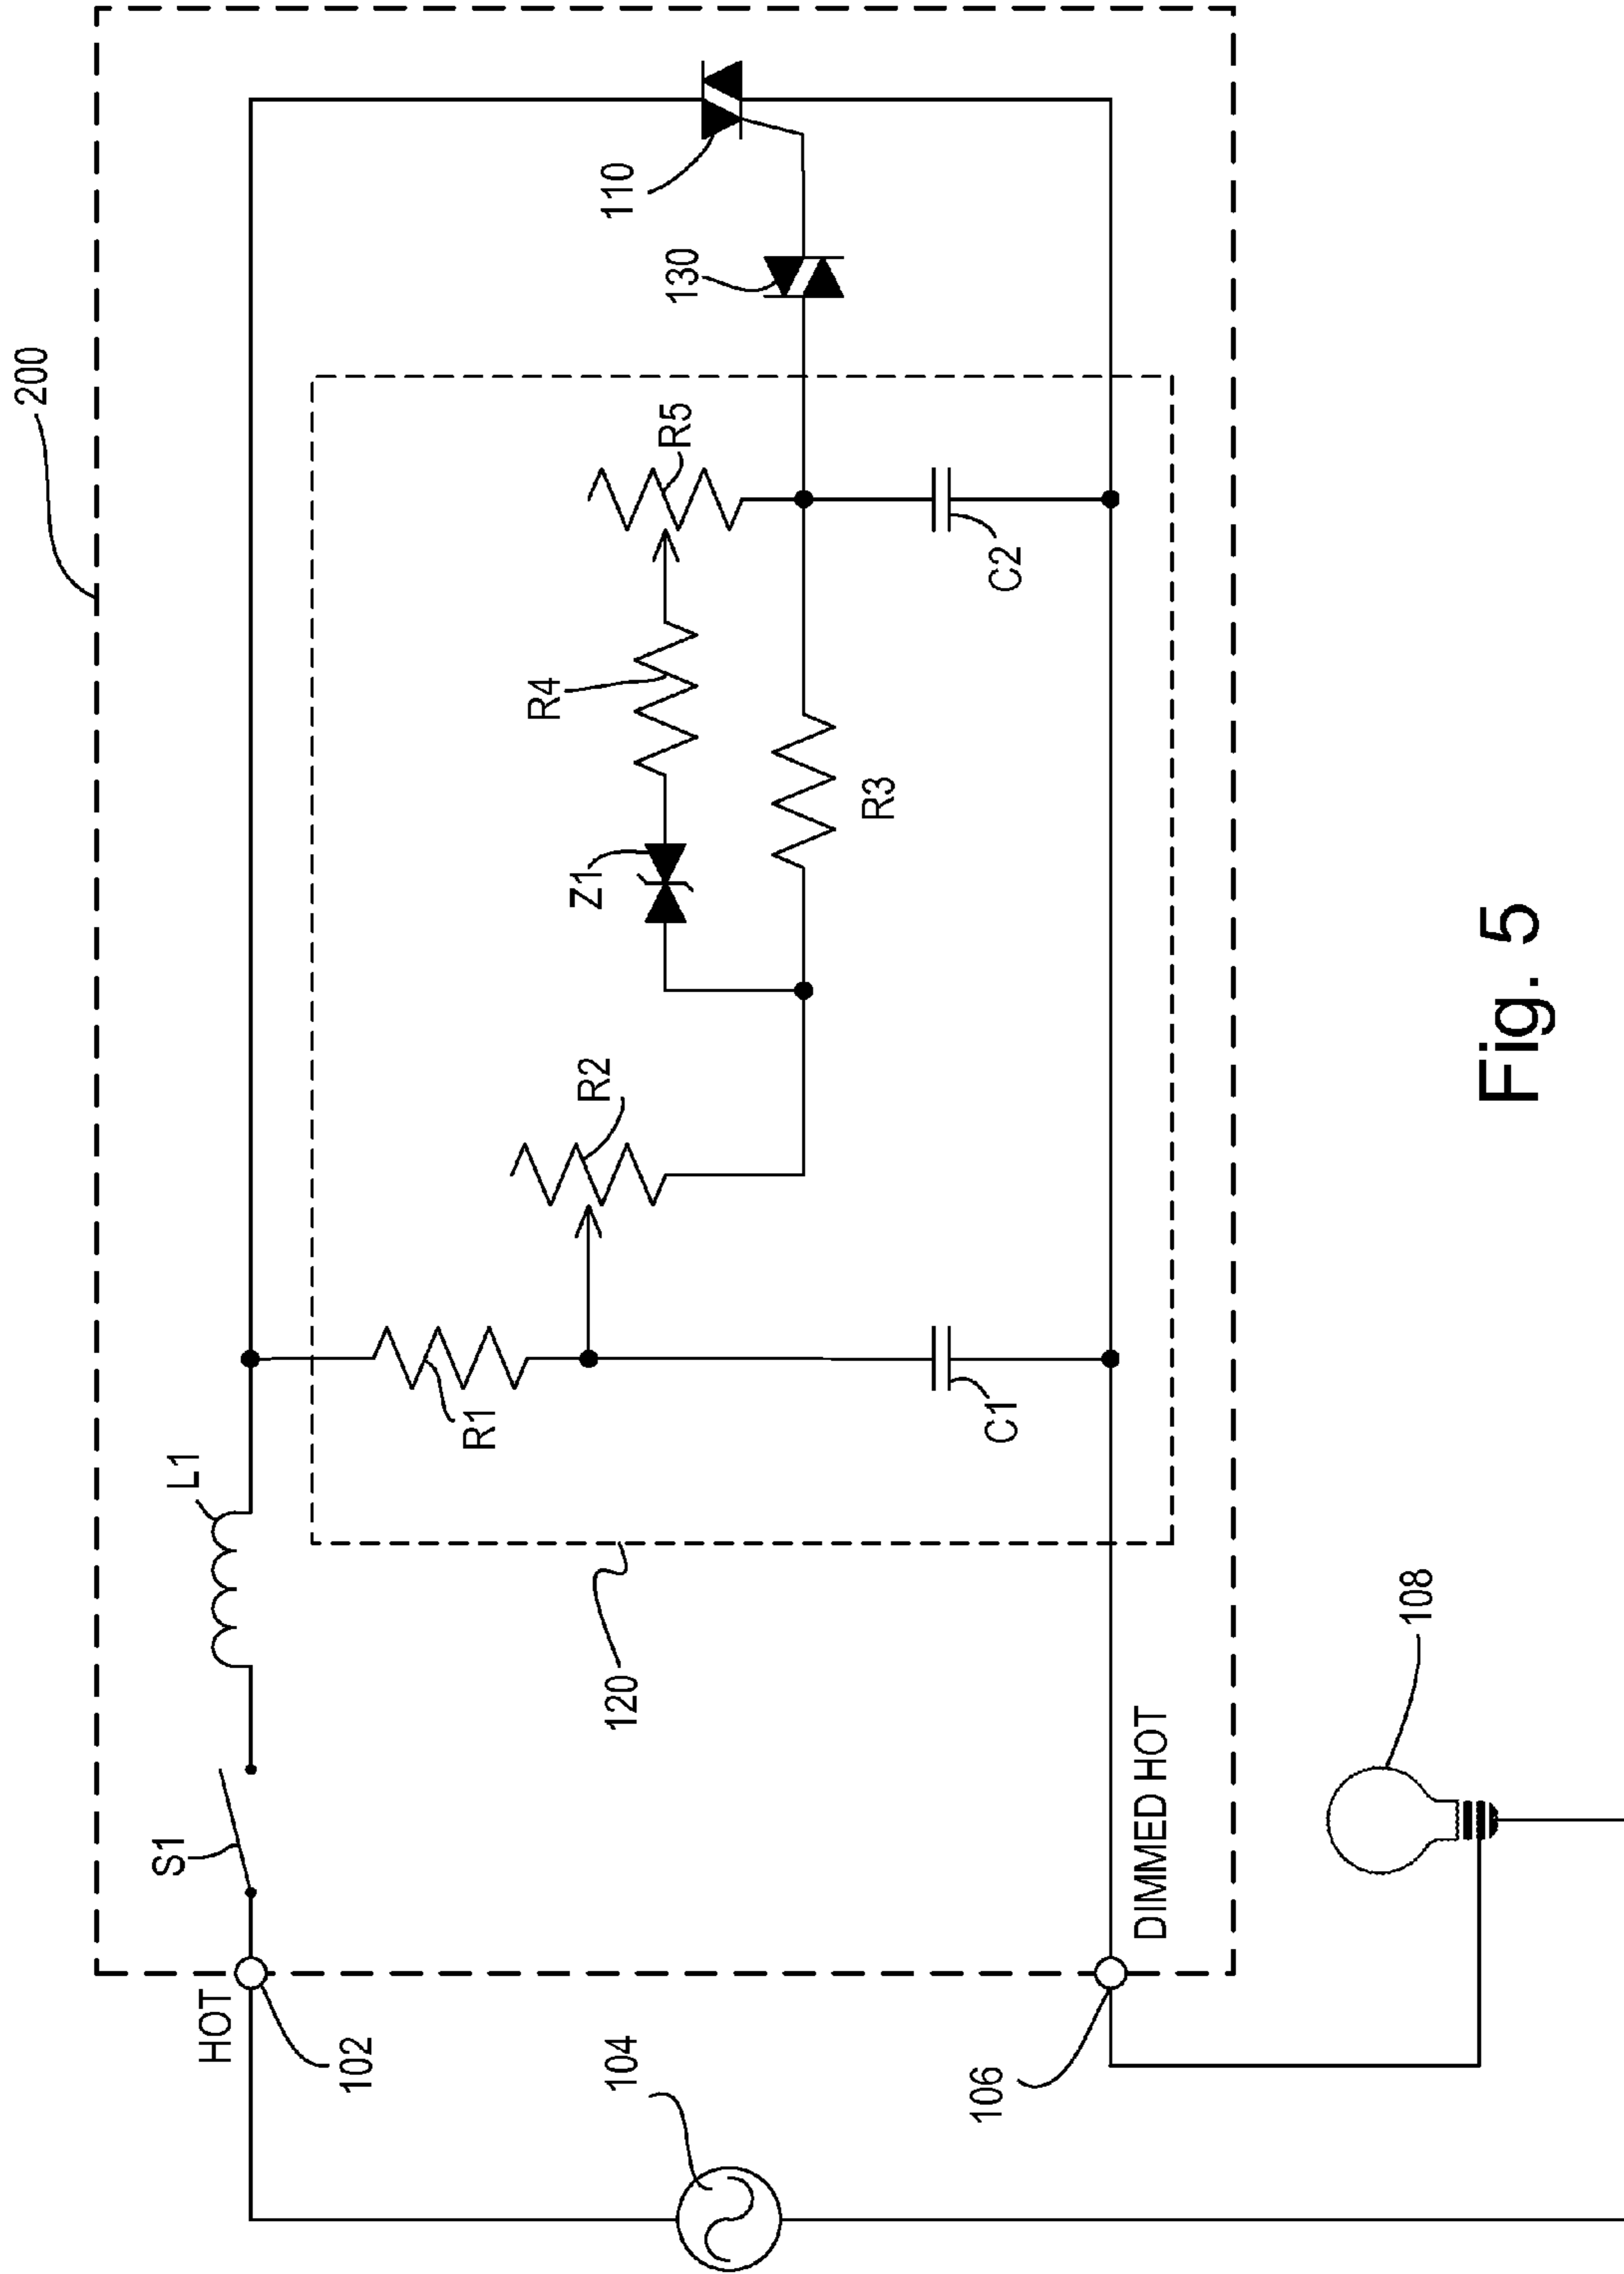 200
HOT
102
S1
L1
110
130
R1
R2
Z1
R4
R5
R3
C1
C2
120
104
106
DIMMED HOT
108
Fig. 5